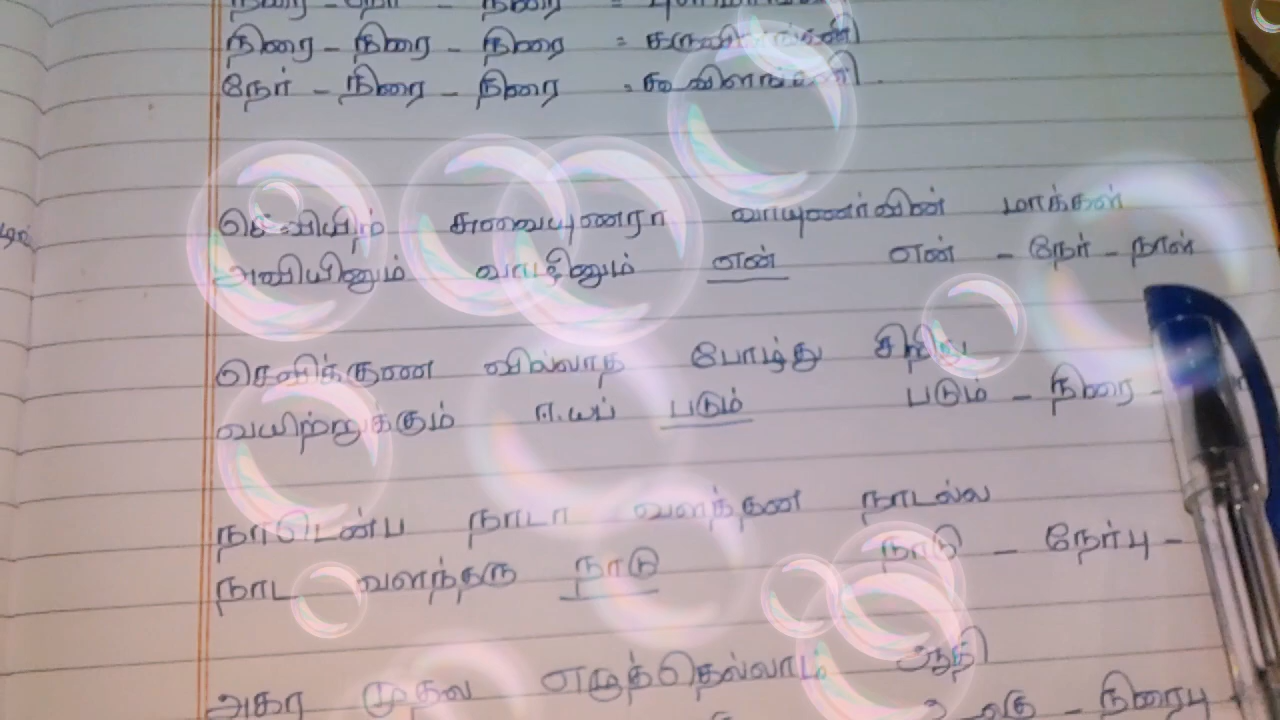 நிரை - நிரை - நிரை = கருவிளங்கனி
நேர் - நிரை - நிரை = கூவிளங்கனி.
செவியிற் சுவையுணரா வாயுணர்வின் மாக்கள்
அவியினும் வாழினும் என் என் - நேர் - நாள்
செவிக்குண வில்லாத போழ்து சிறிது
வயிற்றுக்கும் ஈ.யப் படும் படும் - நிரை -
நாடென்ப நாடா வளத்தன நாடல்ல
நாட வளந்தரு நாடு நாடு - நேர்பு -
அகர முதல எழுத்தெல்லாம் ஆதி
நிரைபு